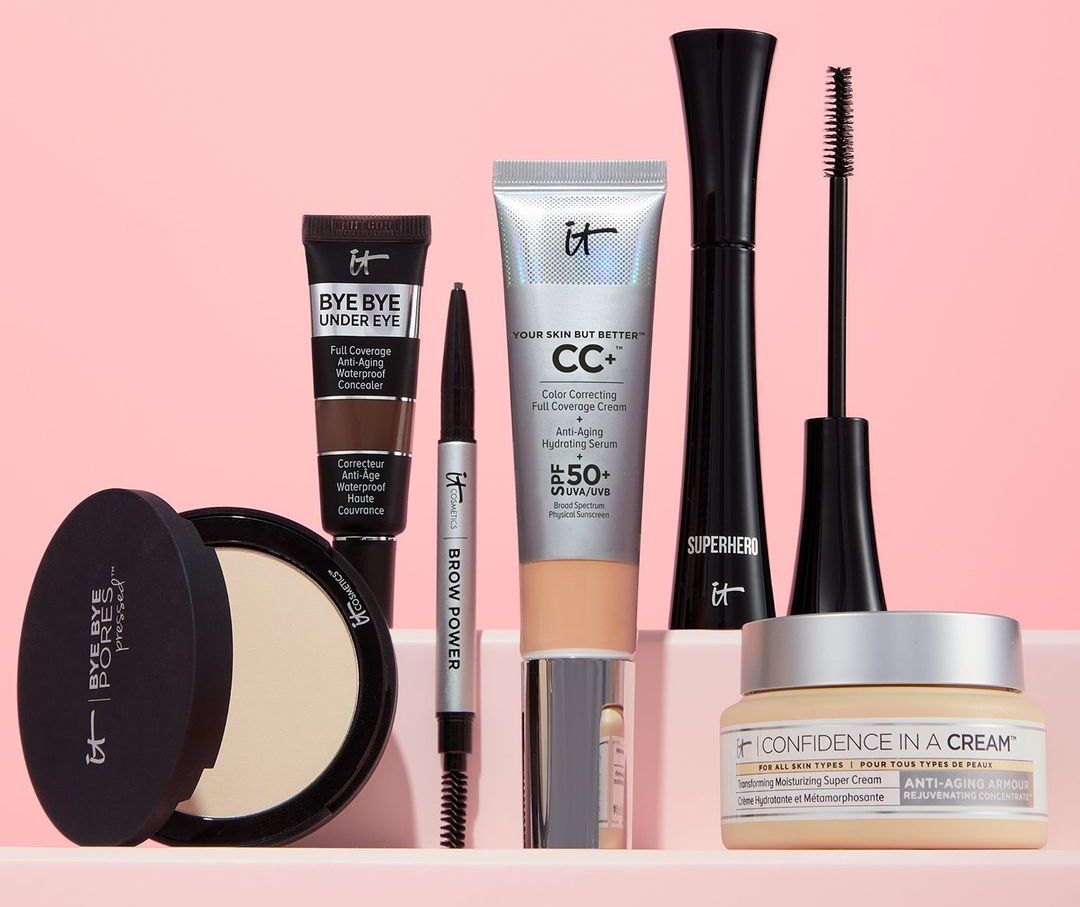 it
BYE BYE
UNDER EYE
Full Coverage
Anti-Aging
Waterproof
Concealer
Correcteur
Anti-Âge
Waterproof
Haute
Couvrance
it
YOUR SKIN BUT BETTER™
CC+™
Color Correcting
Full Coverage Cream
+
Anti-Aging
Hydrating Serum
+
SPF 50+
UVA/UVB
Broad Spectrum
Physical Sunscreen
it COSMETICS | BROW POWER
SUPERHERO
it
it | BYE BYE
PORES™
pressed
it COSMETICS™
it | CONFIDENCE IN A CREAM™
FOR ALL SKIN TYPES | POUR TOUS TYPES DE PEAUX
Transforming Moisturizing Super Cream
Crème Hydratante et Métamorphosante
ANTI-AGING ARMOUR
REJUVENATING CONCENTRATE™